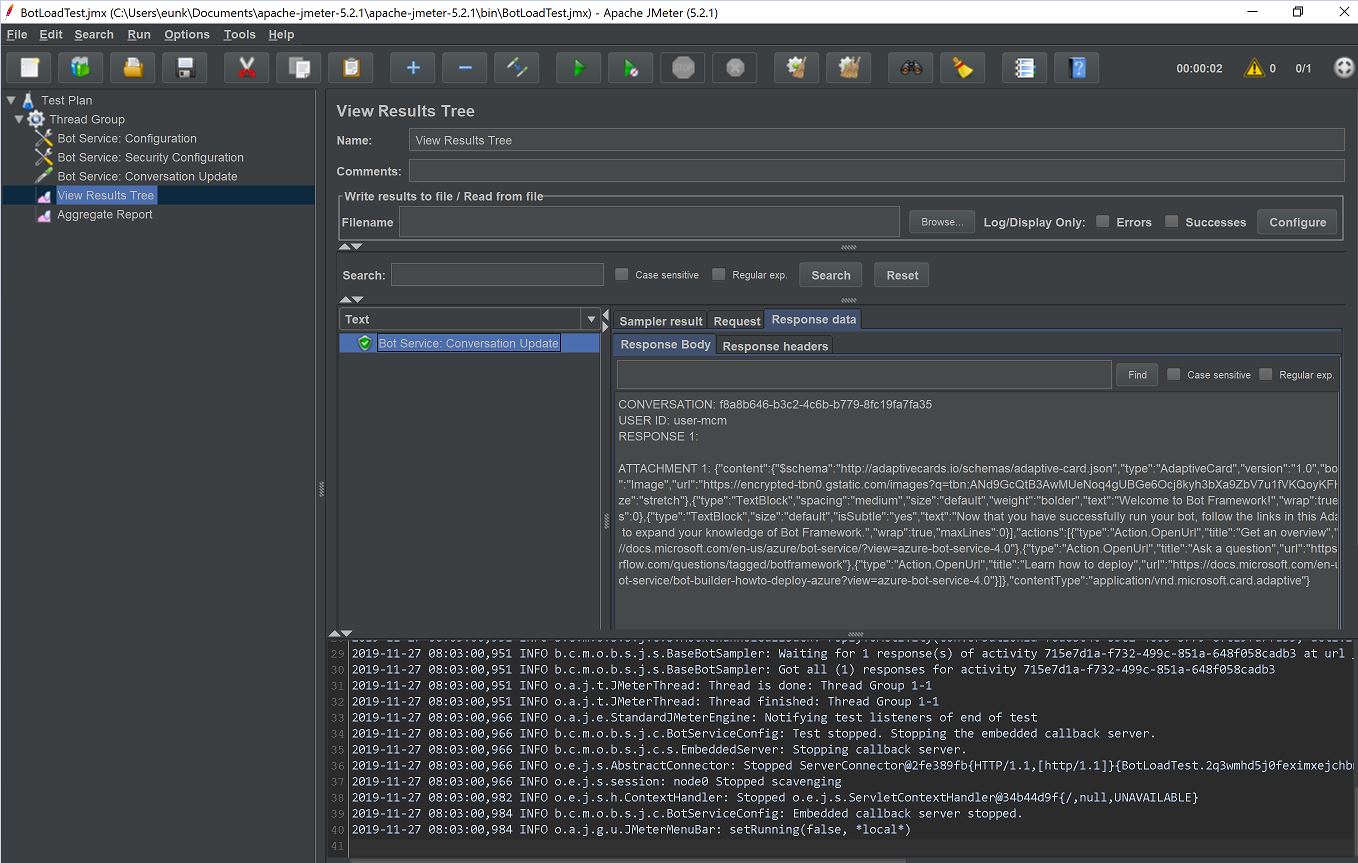 BotLoadTest.jmx (C:\Users\eunk\Documents\apache-jmeter-5.2.1\apache-jmeter-5.2.1\bin\BotLoadTest.jmx) - Apache JMeter (5.2.1)
File Edit Search Run Options Tools Help
00:00:02 0 0/1
Test Plan
Thread Group
Bot Service: Configuration
Bot Service: Security Configuration
Bot Service: Conversation Update
View Results Tree
Aggregate Report
View Results Tree
Name: View Results Tree
Comments:
Write results to file / Read from file
Filename Browse... Log/Display Only: Errors Successes Configure
Search: Case sensitive Regular exp. Search Reset
Text
Bot Service: Conversation Update
Sampler result Request Response data
Response Body Response headers
Find Case sensitive Regular exp.
CONVERSATION: f8a8b646-b3c2-4c6b-b779-8fc19fa7fa35
USER ID: user-mcm
RESPONSE 1:
ATTACHMENT 1: {"content":{"$schema":"http://adaptivecards.io/schemas/adaptive-card.json","type":"AdaptiveCard","version":"1.0","bo
:"Image","url":"https://encrypted-tbn0.gstatic.com/images?q=tbn:ANd9GcQtB3AwMUeNoq4gUBGe6Ocj8kyh3bXa9ZbV7u1fVKQoyKFH
ze":"stretch"},{"type":"TextBlock","spacing":"medium","size":"default","weight":"bolder","text":"Welcome to Bot Framework!","wrap":true
s":0},{"type":"TextBlock","size":"default","isSubtle":"yes","text":"Now that you have successfully run your bot, follow the links in this Ada
to expand your knowledge of Bot Framework.","wrap":true,"maxLines":0}],"actions":[{"type":"Action.OpenUrl","title":"Get an overview","
//docs.microsoft.com/en-us/azure/bot-service/?view=azure-bot-service-4.0"},{"type":"Action.OpenUrl","title":"Ask a question","url":"https
rflow.com/questions/tagged/botframework"},{"type":"Action.OpenUrl","title":"Learn how to deploy","url":"https://docs.microsoft.com/en-u
ot-service/bot-builder-howto-deploy-azure?view=azure-bot-service-4.0"}]},"contentType":"application/vnd.microsoft.card.adaptive"}
29 2019-11-27 08:03:00,951 INFO b.c.m.o.b.s.j.s.BaseBotSampler: Waiting for 1 response(s) of activity 715e7d1a-f732-499c-851a-648f058cadb3 at url
30 2019-11-27 08:03:00,951 INFO b.c.m.o.b.s.j.s.BaseBotSampler: Got all (1) responses for activity 715e7d1a-f732-499c-851a-648f058cadb3
31 2019-11-27 08:03:00,951 INFO o.a.j.t.JMeterThread: Thread is done: Thread Group 1-1
32 2019-11-27 08:03:00,951 INFO o.a.j.t.JMeterThread: Thread finished: Thread Group 1-1
33 2019-11-27 08:03:00,966 INFO o.a.j.e.StandardJMeterEngine: Notifying test listeners of end of test
34 2019-11-27 08:03:00,966 INFO b.c.m.o.b.s.j.c.BotServiceConfig: Test stopped. Stopping the embedded callback server.
35 2019-11-27 08:03:00,966 INFO b.c.m.o.b.s.j.c.s.EmbeddedServer: Stopping callback server.
36 2019-11-27 08:03:00,966 INFO o.e.j.s.AbstractConnector: Stopped ServerConnector@2fe389fb{HTTP/1.1,[http/1.1]}{BotLoadTest.2q3wmhd5j0feximxejchbn
37 2019-11-27 08:03:00,966 INFO o.e.j.s.session: node0 Stopped scavenging
38 2019-11-27 08:03:00,982 INFO o.e.j.s.h.ContextHandler: Stopped o.e.j.s.ServletContextHandler@34b44d9f{/,null,UNAVAILABLE}
39 2019-11-27 08:03:00,984 INFO b.c.m.o.b.s.j.c.BotServiceConfig: Embedded callback server stopped.
40 2019-11-27 08:03:00,984 INFO o.a.j.g.u.JMeterMenuBar: setRunning(false, *local*)
41